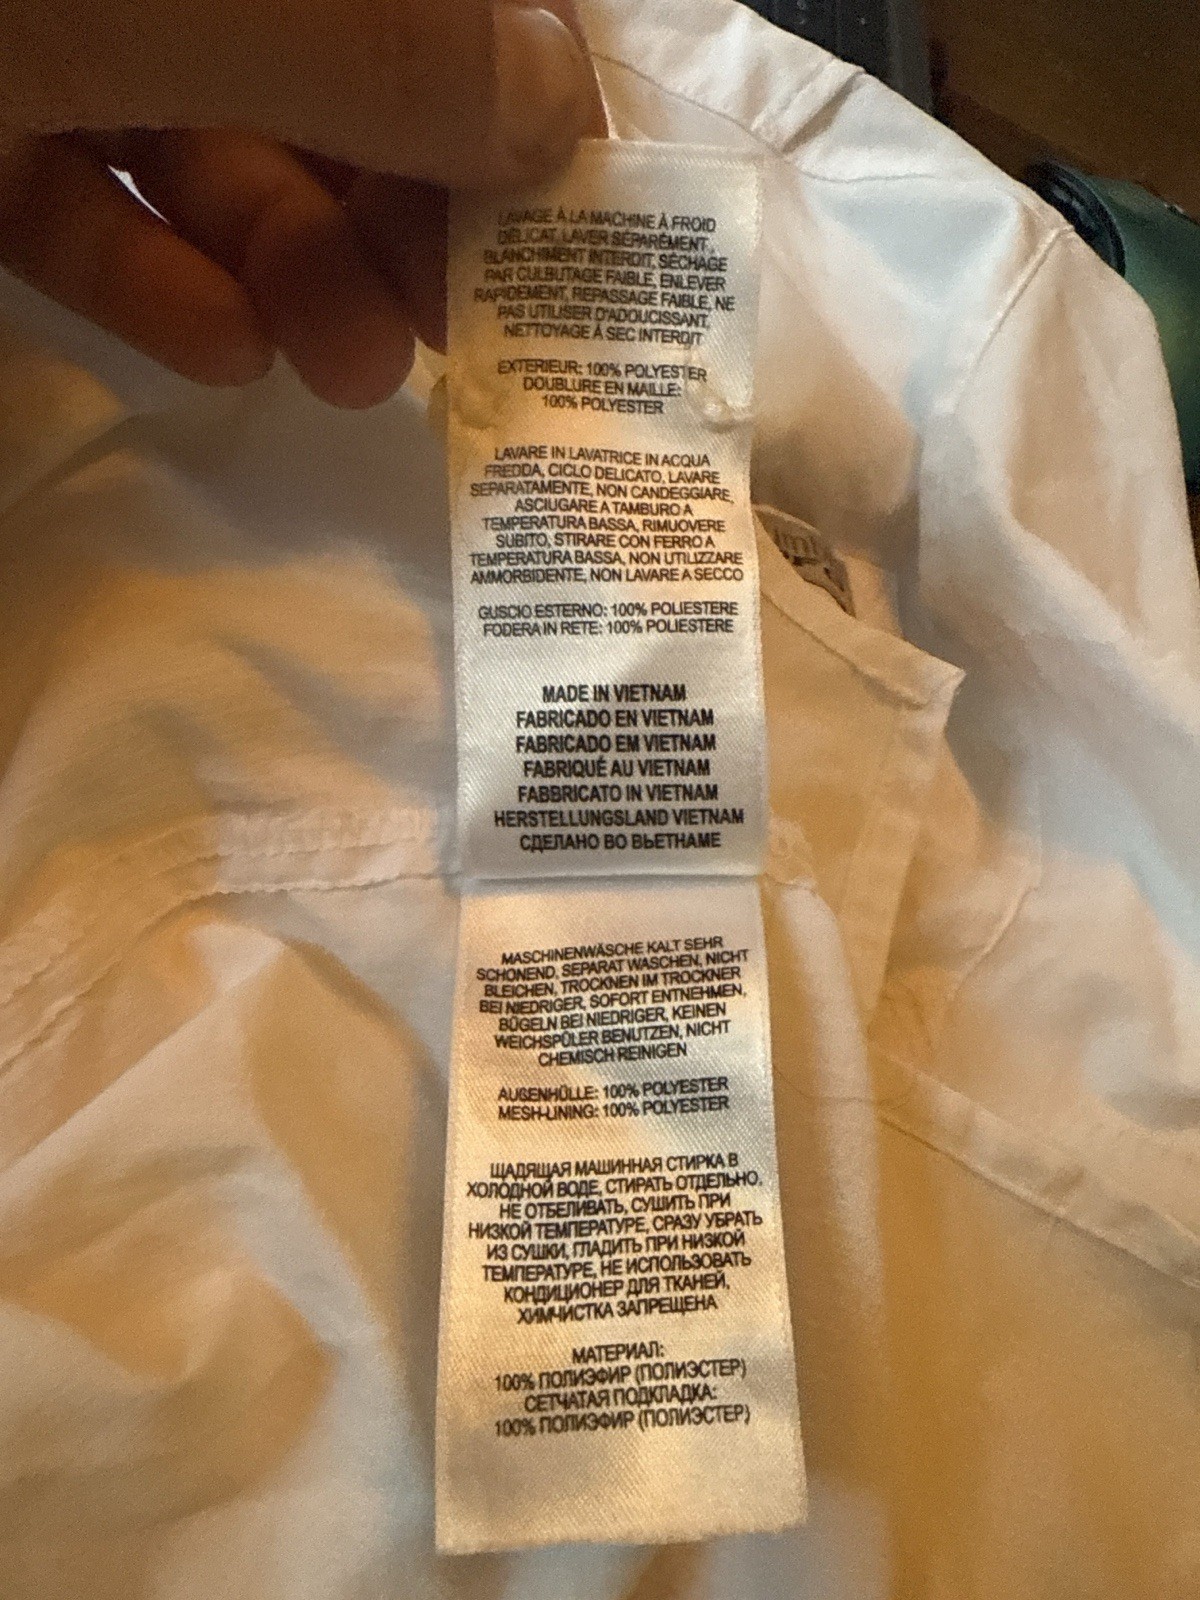 LAVAGE À LA MACHINE À FROID
DÉLICAT, LAVER SÉPARÉMENT,
BLANCHIMENT INTERDIT, SÉCHAGE
PAR CULBUTAGE FAIBLE, ENLEVER
RAPIDEMENT, REPASSAGE FAIBLE, NE
PAS UTILISER D'ADOUCISSANT,
NETTOYAGE À SEC INTERDIT
EXTERIEUR: 100% POLYESTER
DOUBLURE EN MAILLE:
100% POLYESTER
LAVARE IN LAVATRICE IN ACQUA
FREDDA, CICLO DELICATO, LAVARE
SEPARATAMENTE, NON CANDEGGIARE,
ASCIUGARE A TAMBURO A
TEMPERATURA BASSA, RIMUOVERE
SUBITO, STIRARE CON FERRO A
TEMPERATURA BASSA, NON UTILIZZARE
AMMORBIDENTE, NON LAVARE A SECCO
GUSCIO ESTERNO: 100% POLIESTERE
FODERA IN RETE: 100% POLIESTERE
MADE IN VIETNAM
FABRICADO EN VIETNAM
FABRICADO EM VIETNAM
FABRIQUÉ AU VIETNAM
FABBRICATO IN VIETNAM
HERSTELLUNGSLAND VIETNAM
СДЕЛАНО ВО ВЬЕТНАМЕ
MASCHINENWÄSCHE KALT SEHR
SCHONEND, SEPARAT WASCHEN, NICHT
BLEICHEN, TROCKNEN IM TROCKNER
BEI NIEDRIGER, SOFORT ENTNEHMEN,
BÜGELN BEI NIEDRIGER, KEINEN
WEICHSPÜLER BENUTZEN, NICHT
CHEMISCH REINIGEN
AUßENHÜLLE: 100% POLYESTER
MESH-LINING: 100% POLYESTER
ЩАДЯЩАЯ МАШИННАЯ СТИРКА В
ХОЛОДНОЙ ВОДЕ, СТИРАТЬ ОТДЕЛЬНО,
НЕ ОТБЕЛИВАТЬ, СУШИТЬ ПРИ
НИЗКОЙ ТЕМПЕРАТУРЕ, СРАЗУ УБРАТЬ
ИЗ СУШКИ, ГЛАДИТЬ ПРИ НИЗКОЙ
ТЕМПЕРАТУРЕ, НЕ ИСПОЛЬЗОВАТЬ
КОНДИЦИОНЕР ДЛЯ ТКАНЕЙ,
ХИМЧИСТКА ЗАПРЕЩЕНА
МАТЕРИАЛ:
100% ПОЛИЭФИР (ПОЛИЭСТЕР)
СЕТЧАТАЯ ПОДКЛАДКА:
100% ПОЛИЭФИР (ПОЛИЭСТЕР)